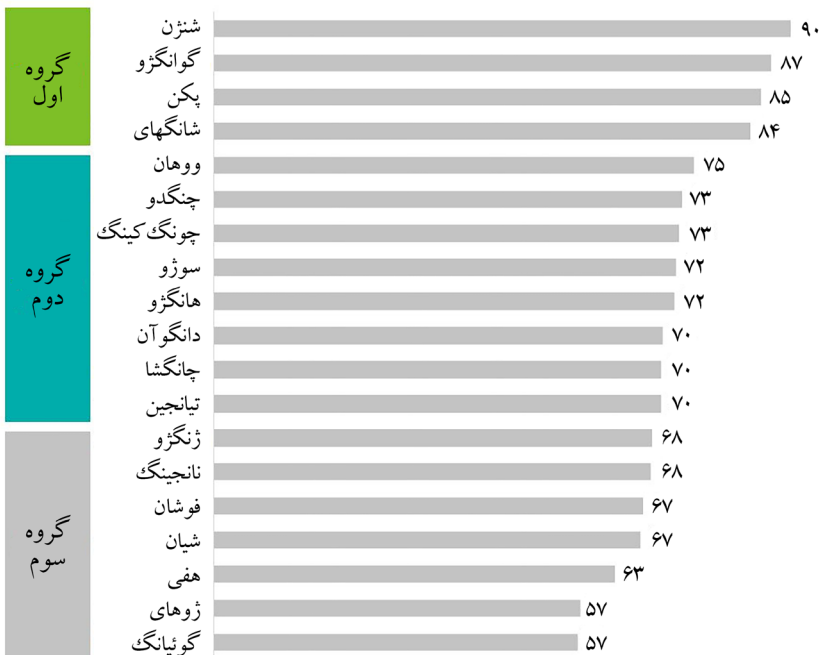 گروه
اول
شنژن ۹۰
گوانگژو ۸۷
پکن ۸۵
شانگهای ۸۴
گروه
دوم
ووهان ۷۵
چنگدو ۷۳
چونگ‌کینگ ۷۳
سوژو ۷۲
هانگژو ۷۲
دانگوآن ۷۰
چانگشا ۷۰
تیانجین ۷۰
گروه
سوم
ژنگژو ۶۸
نانجینگ ۶۸
فوشان ۶۷
شیان ۶۷
هفی ۶۳
ژوهای ۵۷
گوئیانگ ۵۷